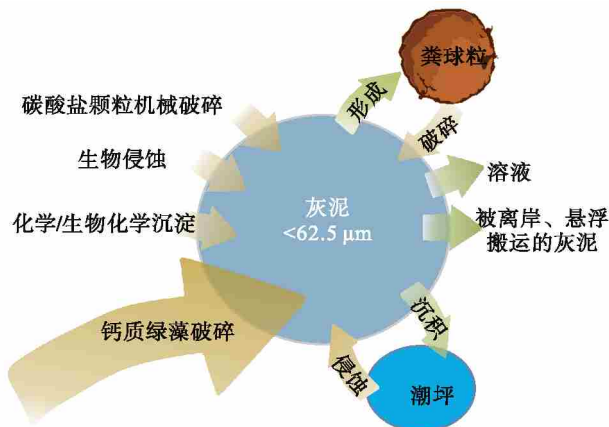 粪球粒
形成
破碎
碳酸盐颗粒机械破碎
生物侵蚀
溶液
灰泥
<62.5 μm
化学/生物化学沉淀
被离岸、悬浮
搬运的灰泥
钙质绿藻破碎
沉积
侵蚀
潮坪